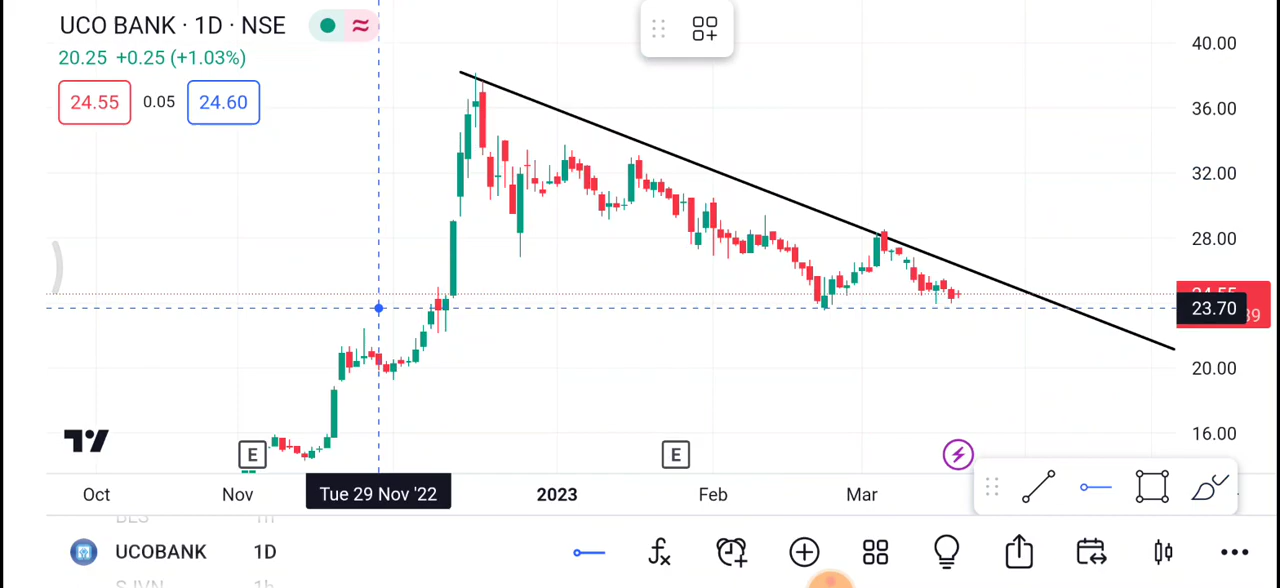 UCO BANK · 1D · NSE
20.25 +0.25 (+1.03%)
24.55 0.05 24.60
40.00
36.00
32.00
28.00
24.55
23.70
20.00
16.00
E E
Oct Nov Tue 29 Nov '22 2023 Feb Mar
UCOBANK 1D